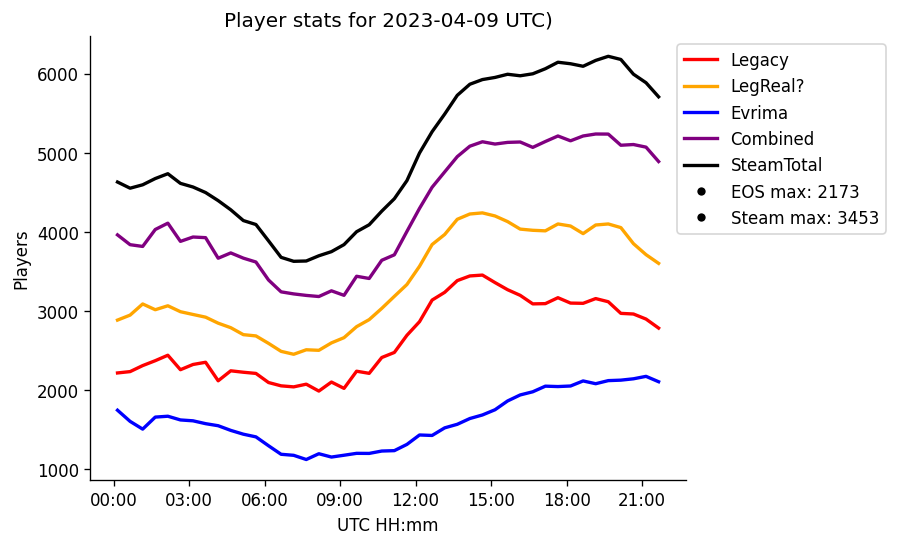 Player stats for 2023-04-09 UTC)
Players
6000
5000
4000
3000
2000
1000
00:00 03:00 06:00 09:00 12:00 15:00 18:00 21:00
UTC HH:mm
Legacy
LegReal?
Evrima
Combined
SteamTotal
EOS max: 2173
Steam max: 3453